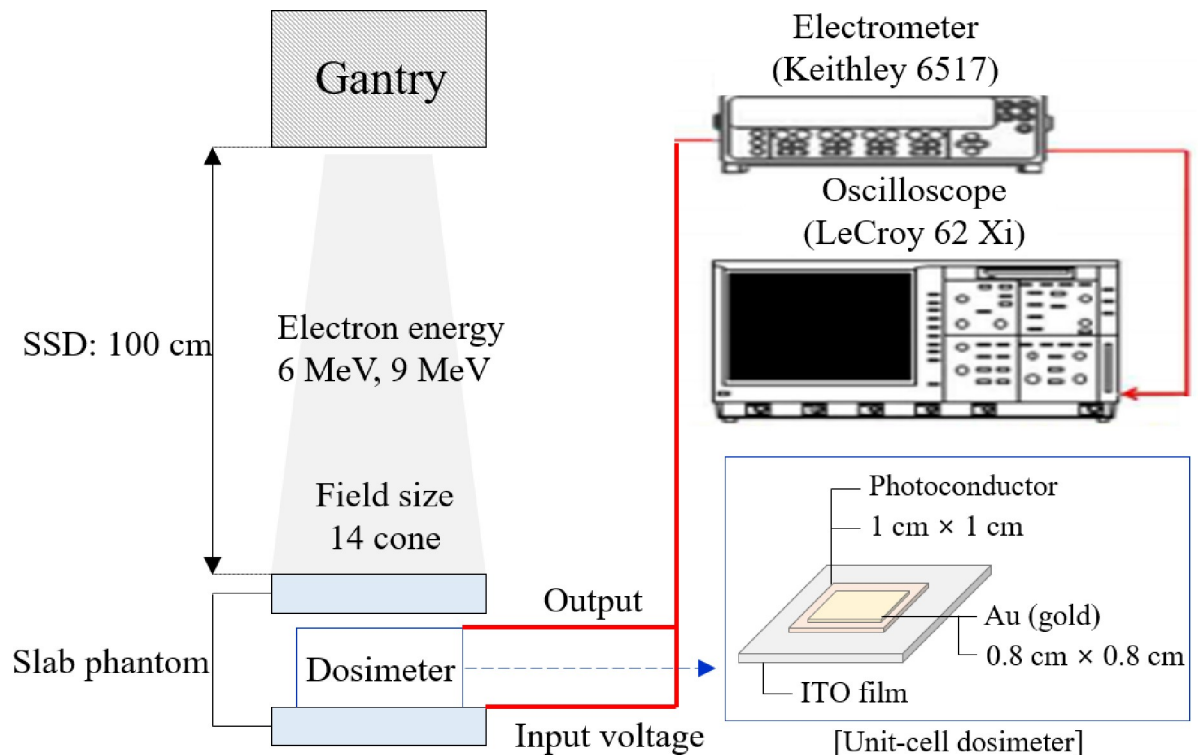 Gantry
SSD: 100 cm
Electron energy
6 MeV, 9 MeV
Field size
14 cone
Slab phantom
Dosimeter
Output
Input voltage
Electrometer
(Keithley 6517)
Oscilloscope
(LeCroy 62 Xi)
Photoconductor
1 cm × 1 cm
Au (gold)
0.8 cm × 0.8 cm
ITO film
[Unit-cell dosimeter]